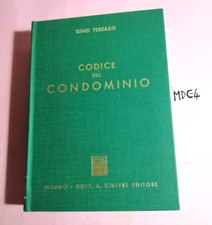 GINO TERZAGO
CODICE
DEL
CONDOMINIO
MDC4
MILANO - DOTT. A. GIUFFRÈ EDITORE